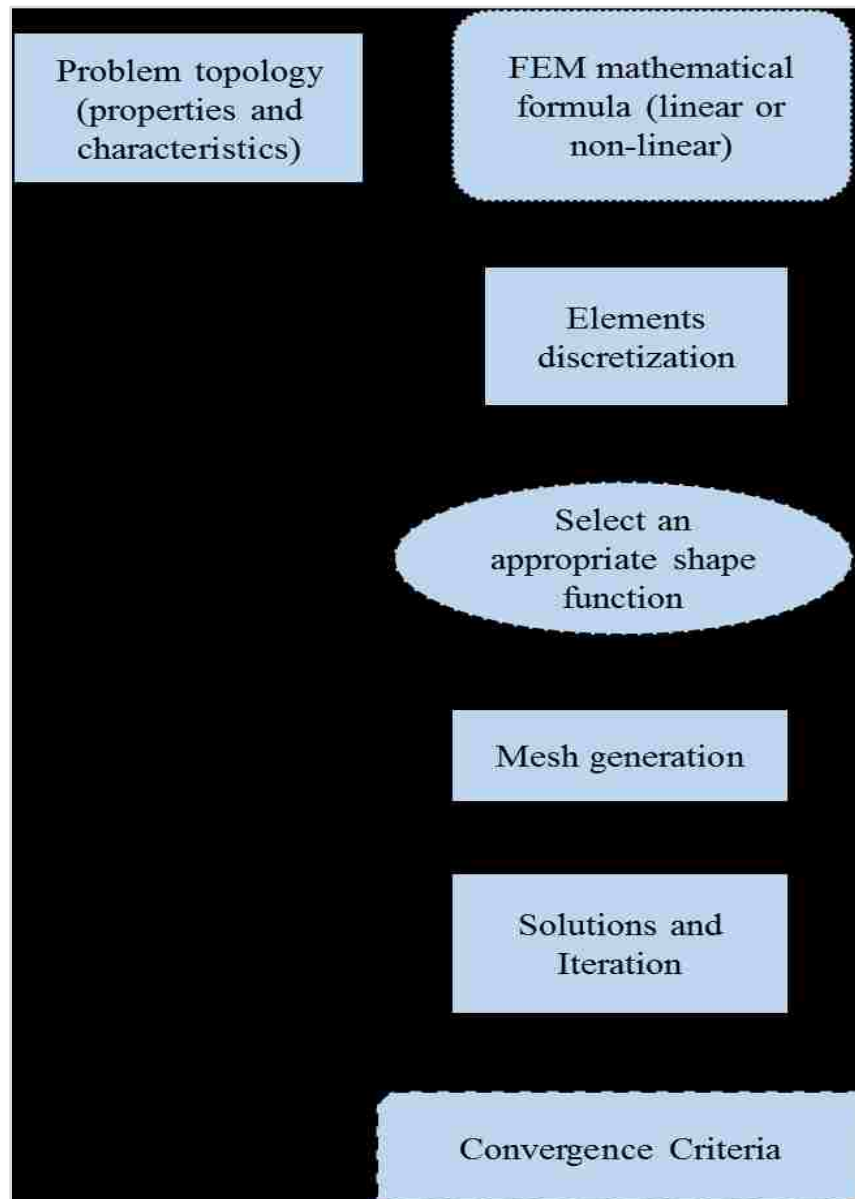 Problem topology
(properties and
characteristics)
FEM mathematical
formula (linear or
non-linear)
Elements
discretization
Select an
appropriate shape
function
Mesh generation
Solutions and
Iteration
Convergence Criteria